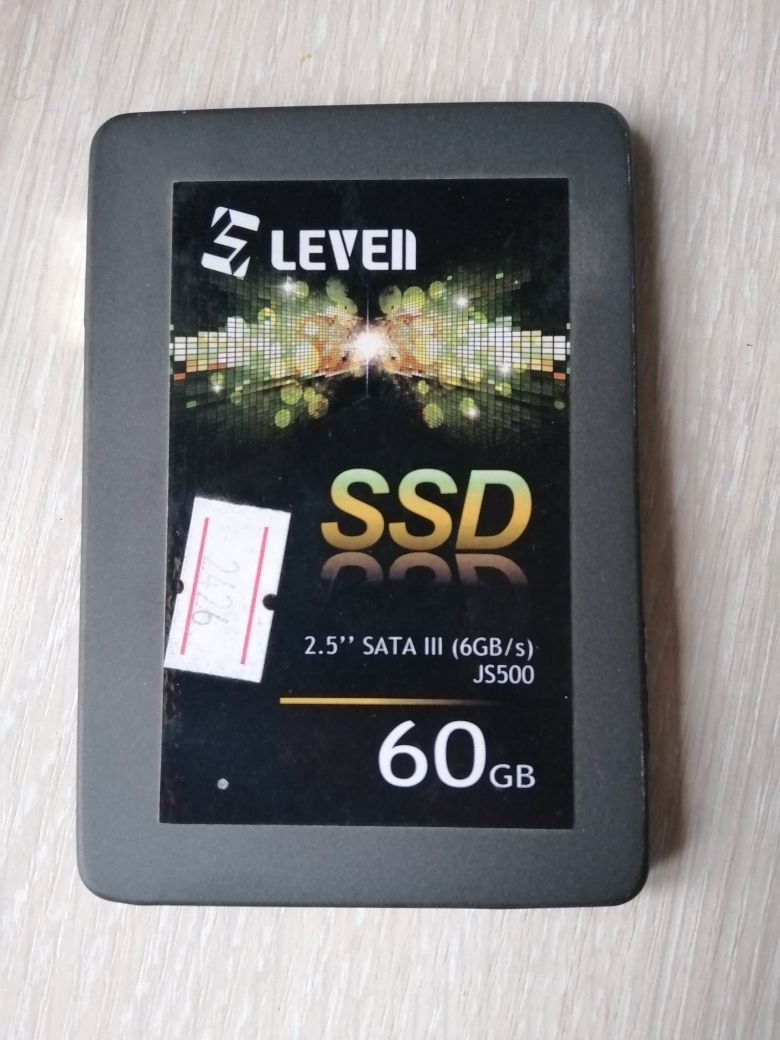 LEVEN
SSD
2.5’’ SATA III (6GB/s)
JS500
60GB